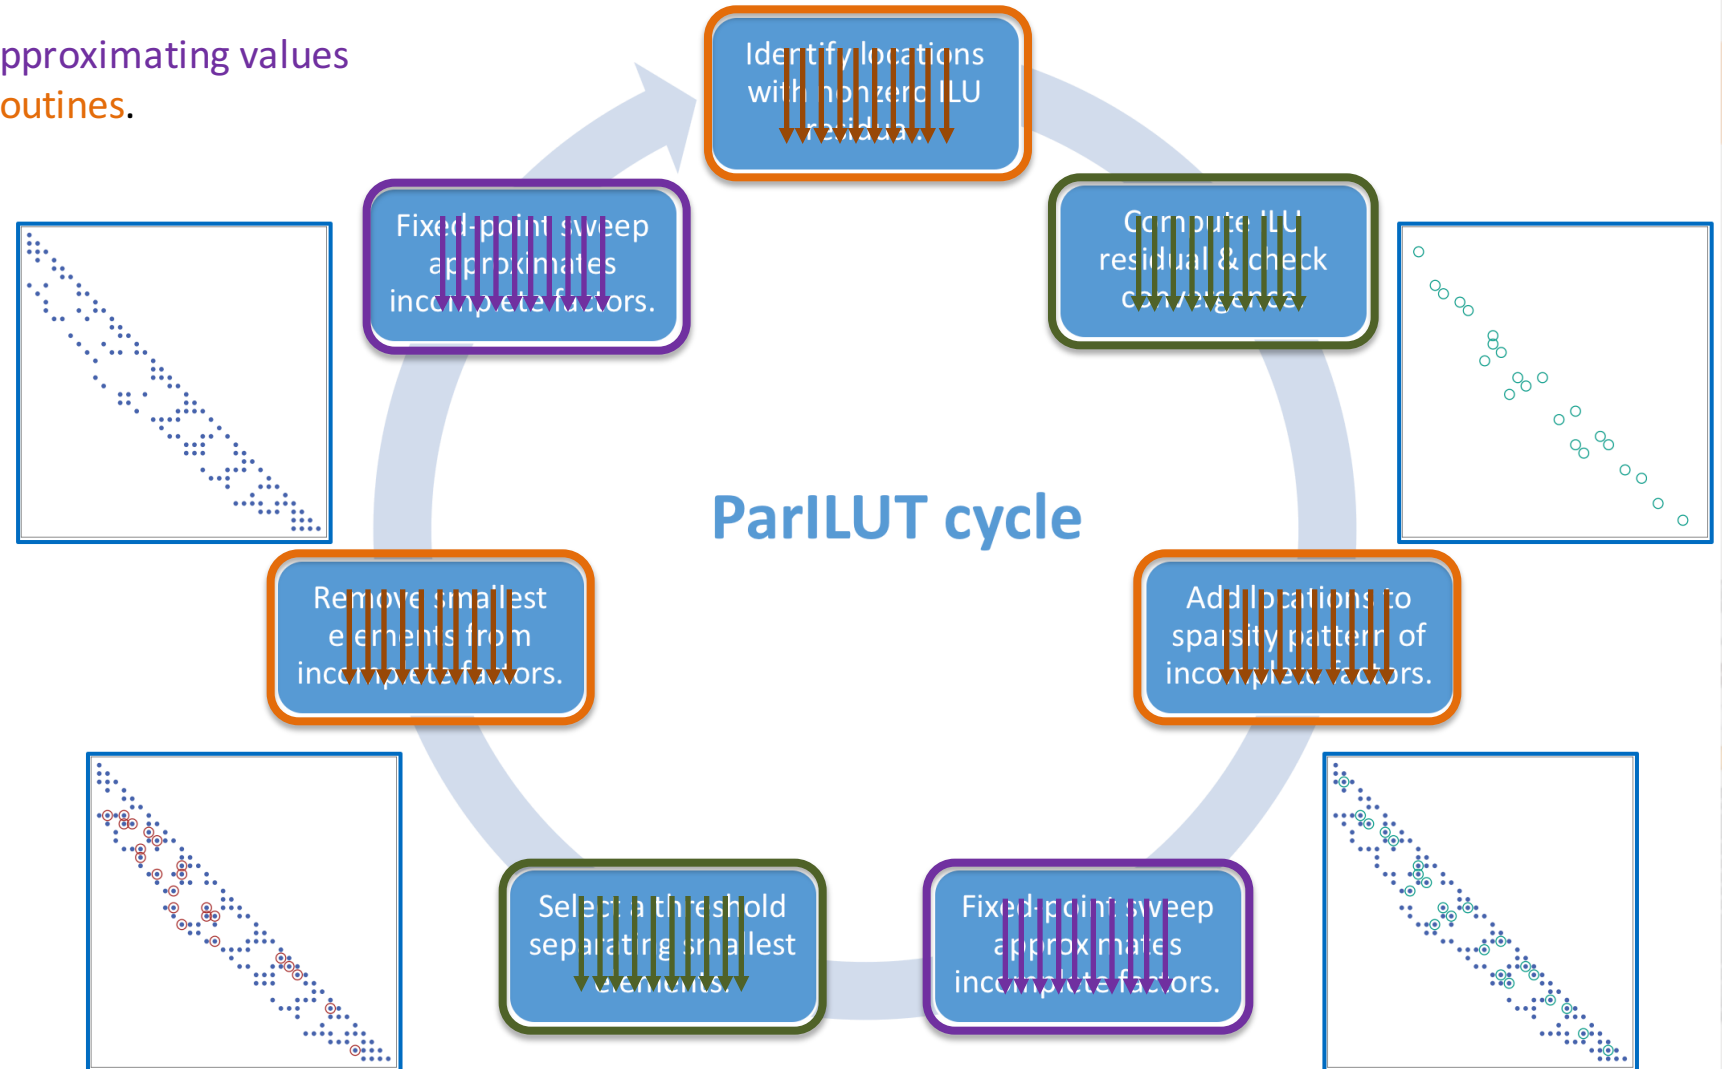 pproximating values
outines.
Identify locations
with nonzero ILU
residual.
Compute ILU
residual & check
convergence.
Add locations to
sparsity pattern of
incomplete factors.
Fixed-point sweep
approximates
incomplete factors.
Select a threshold
separating smallest
elements.
Remove smallest
elements from
incomplete factors.
Fixed-point sweep
approximates
incomplete factors.
ParILUT cycle